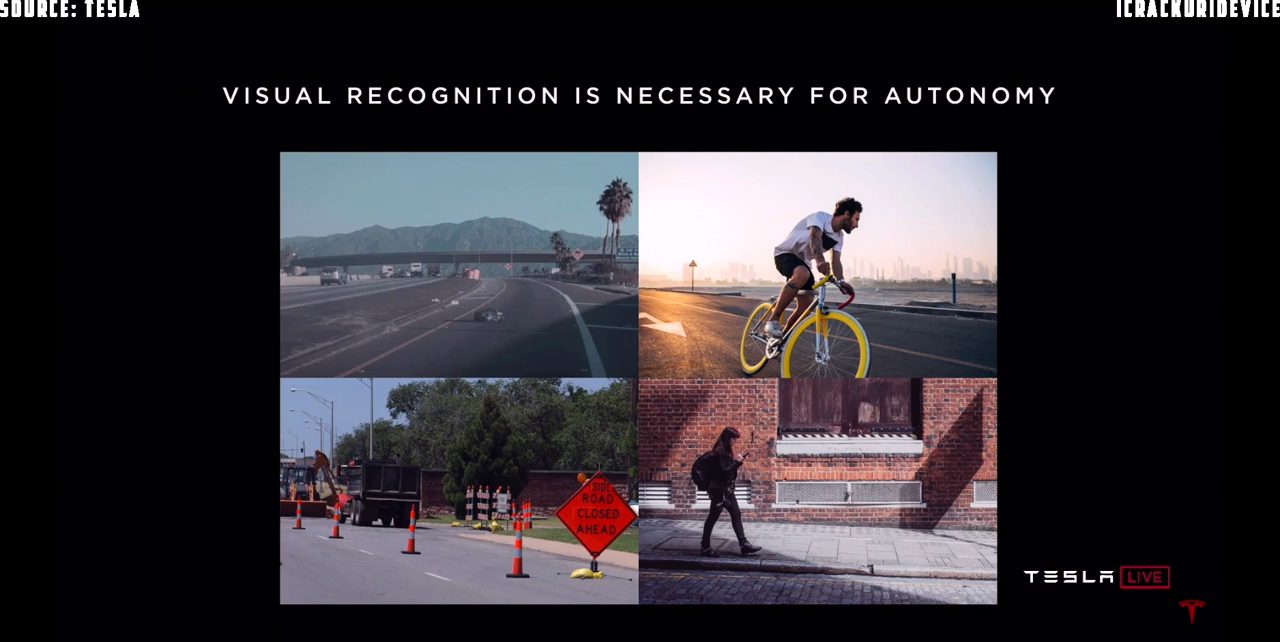 SOURCE: TESLA
ICRACKURIDEVICE
VISUAL RECOGNITION IS NECESSARY FOR AUTONOMY
SIDE
ROAD
CLOSED
AHEAD
TESLA LIVE